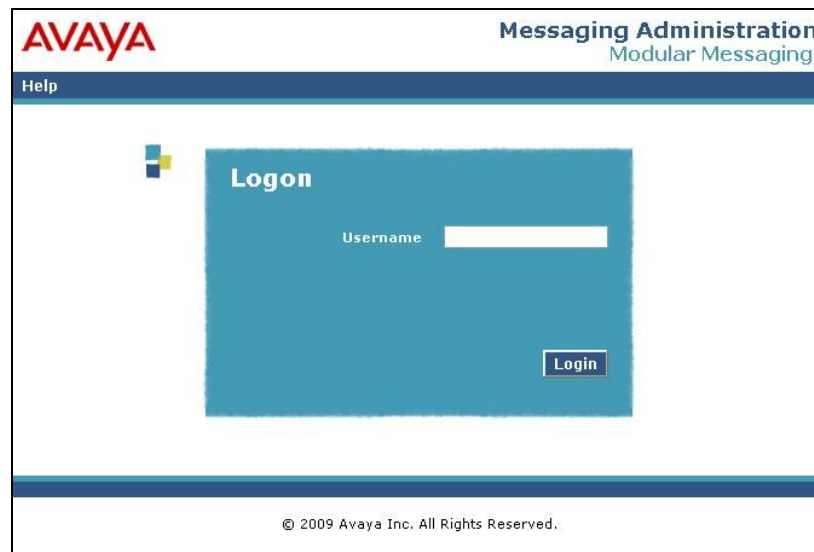 AVAYA
Messaging Administration
Modular Messaging
Help
Logon
Username
Login
© 2009 Avaya Inc. All Rights Reserved.